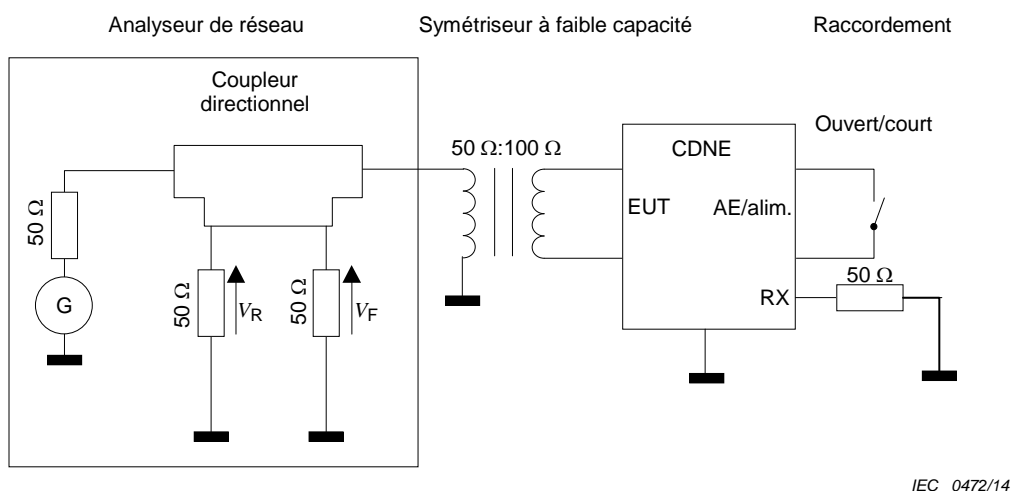 Analyseur de réseau
Symétriseur à faible capacité
Raccordement
Coupleur
directionnel
50 Ω:100 Ω
CDNE
Ouvert/court
EUT
AE/alim.
50 Ω
G
50 Ω
VR
50 Ω
VF
RX
50 Ω
IEC 0472/14